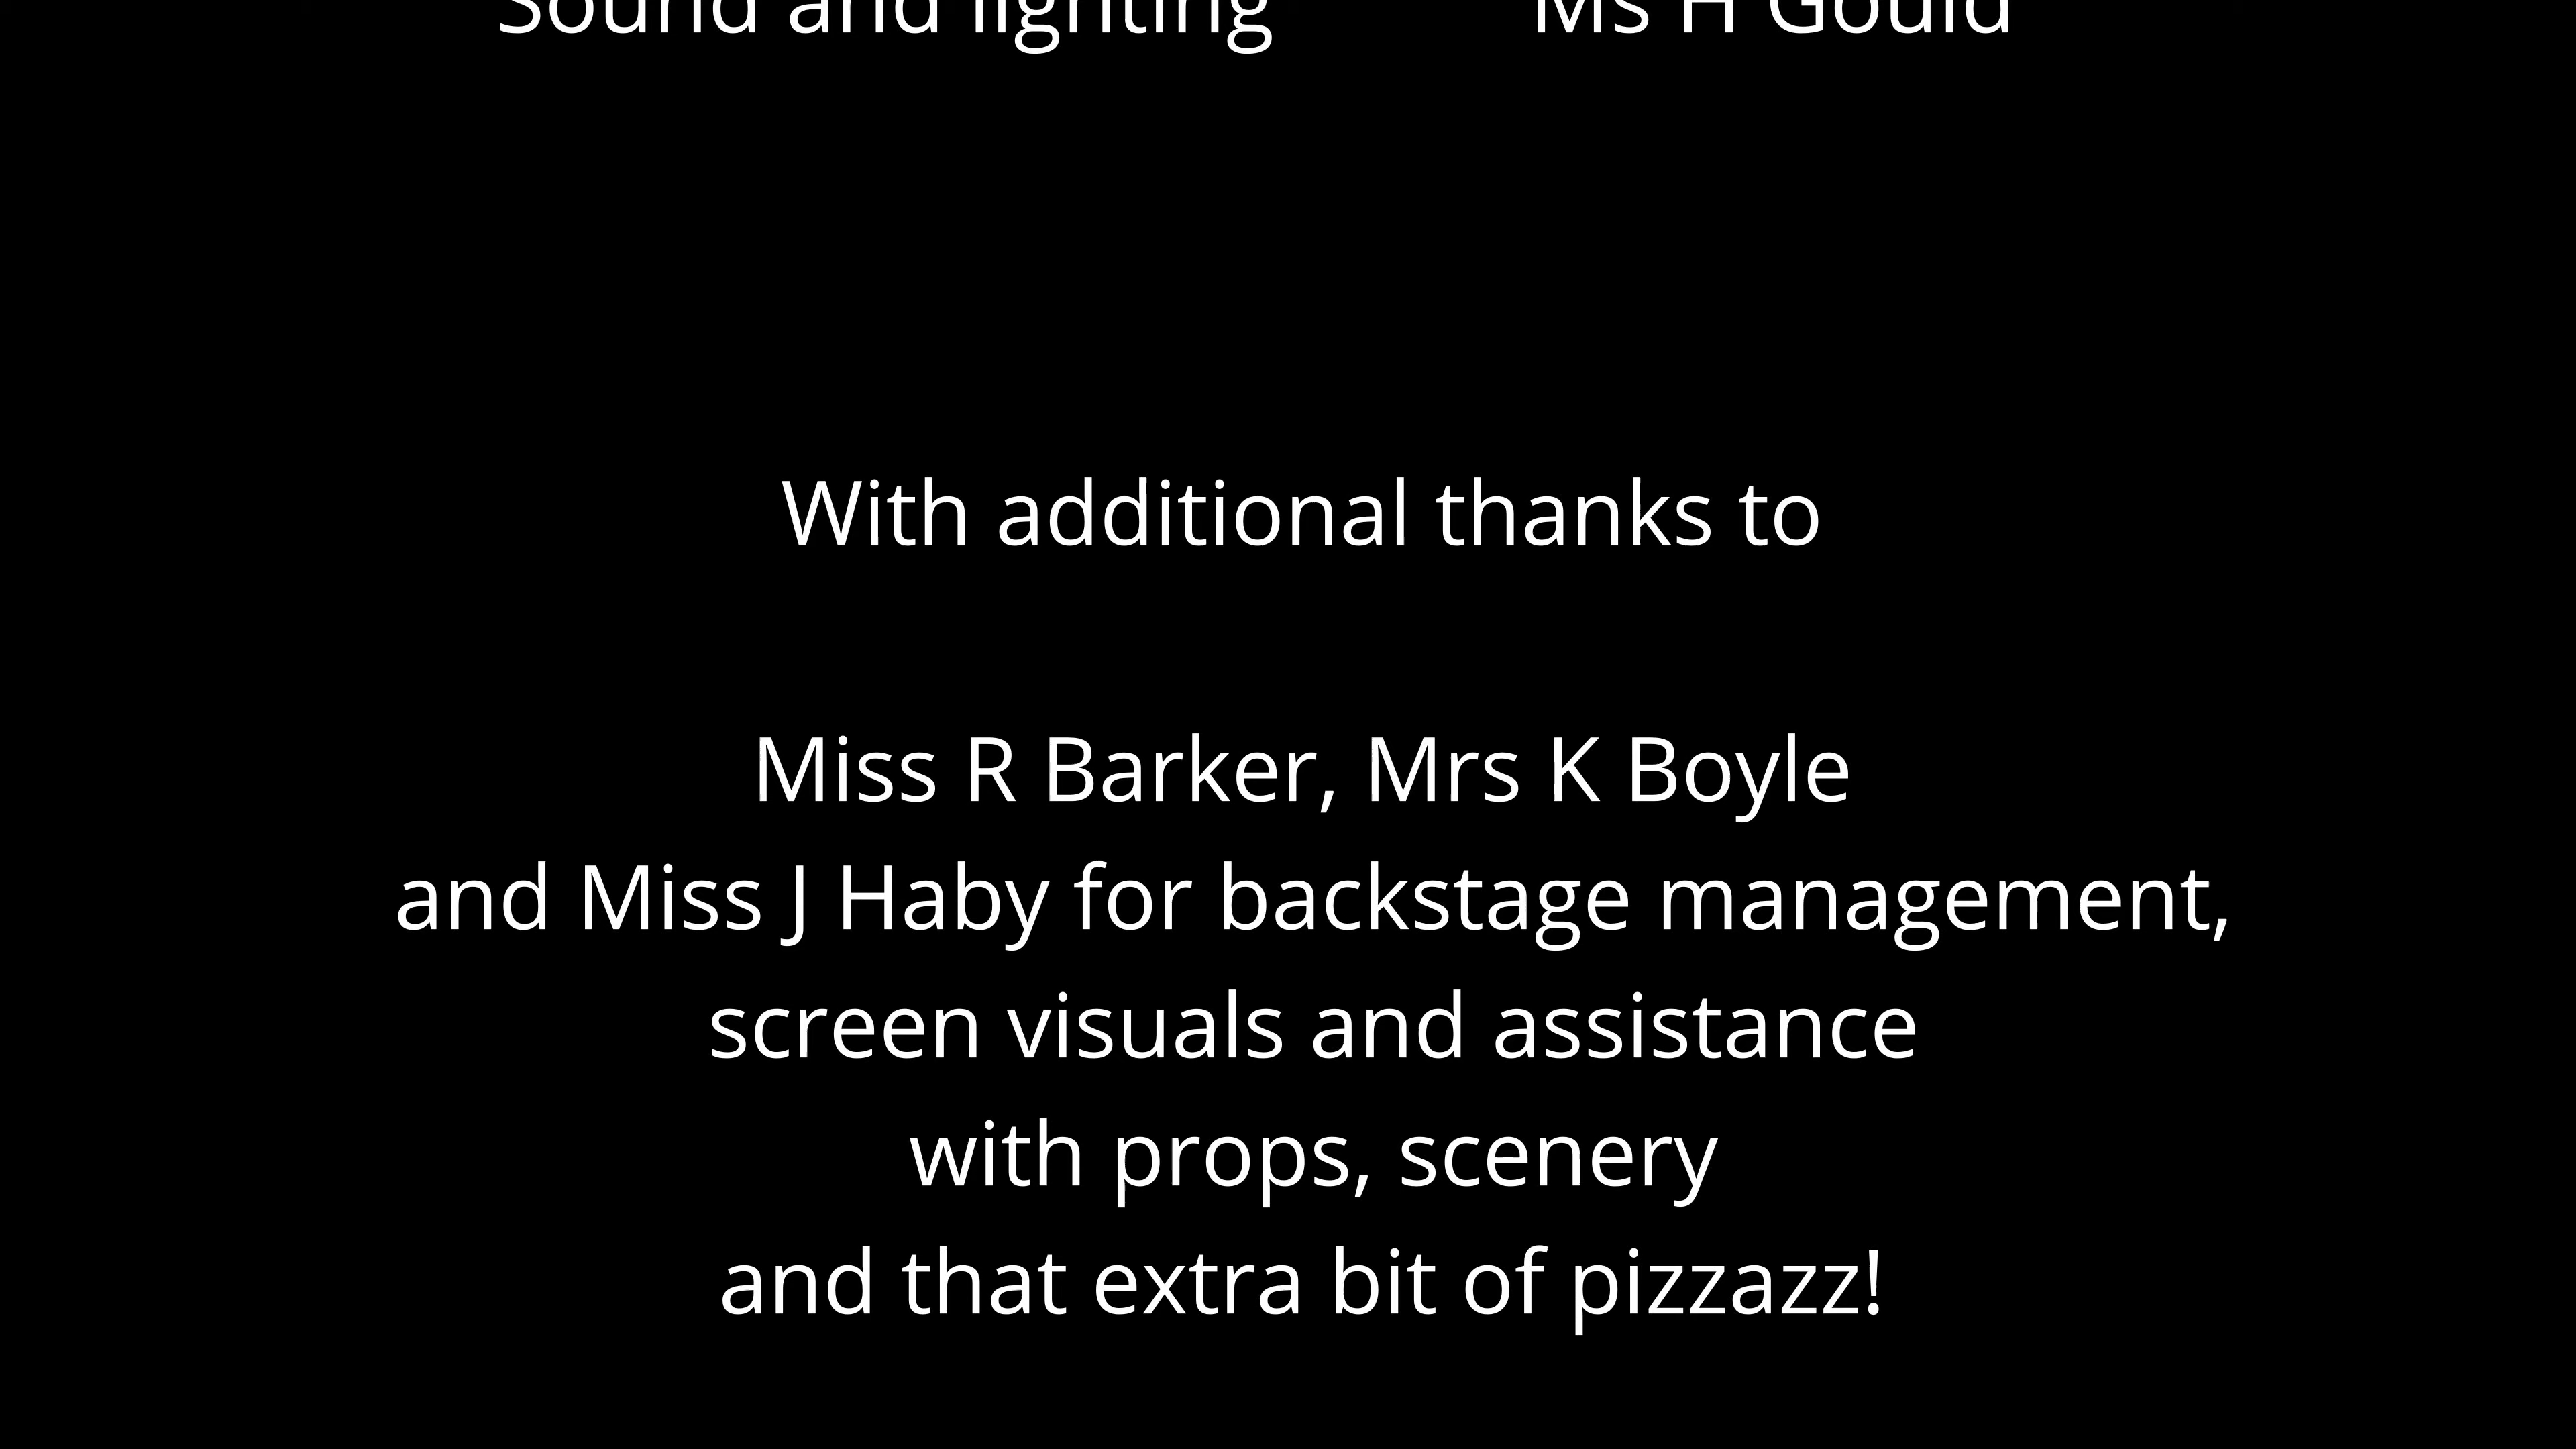 Sound and lighting Ms H Gould
With additional thanks to
Miss R Barker, Mrs K Boyle
and Miss J Haby for backstage management,
screen visuals and assistance
with props, scenery
and that extra bit of pizzazz!